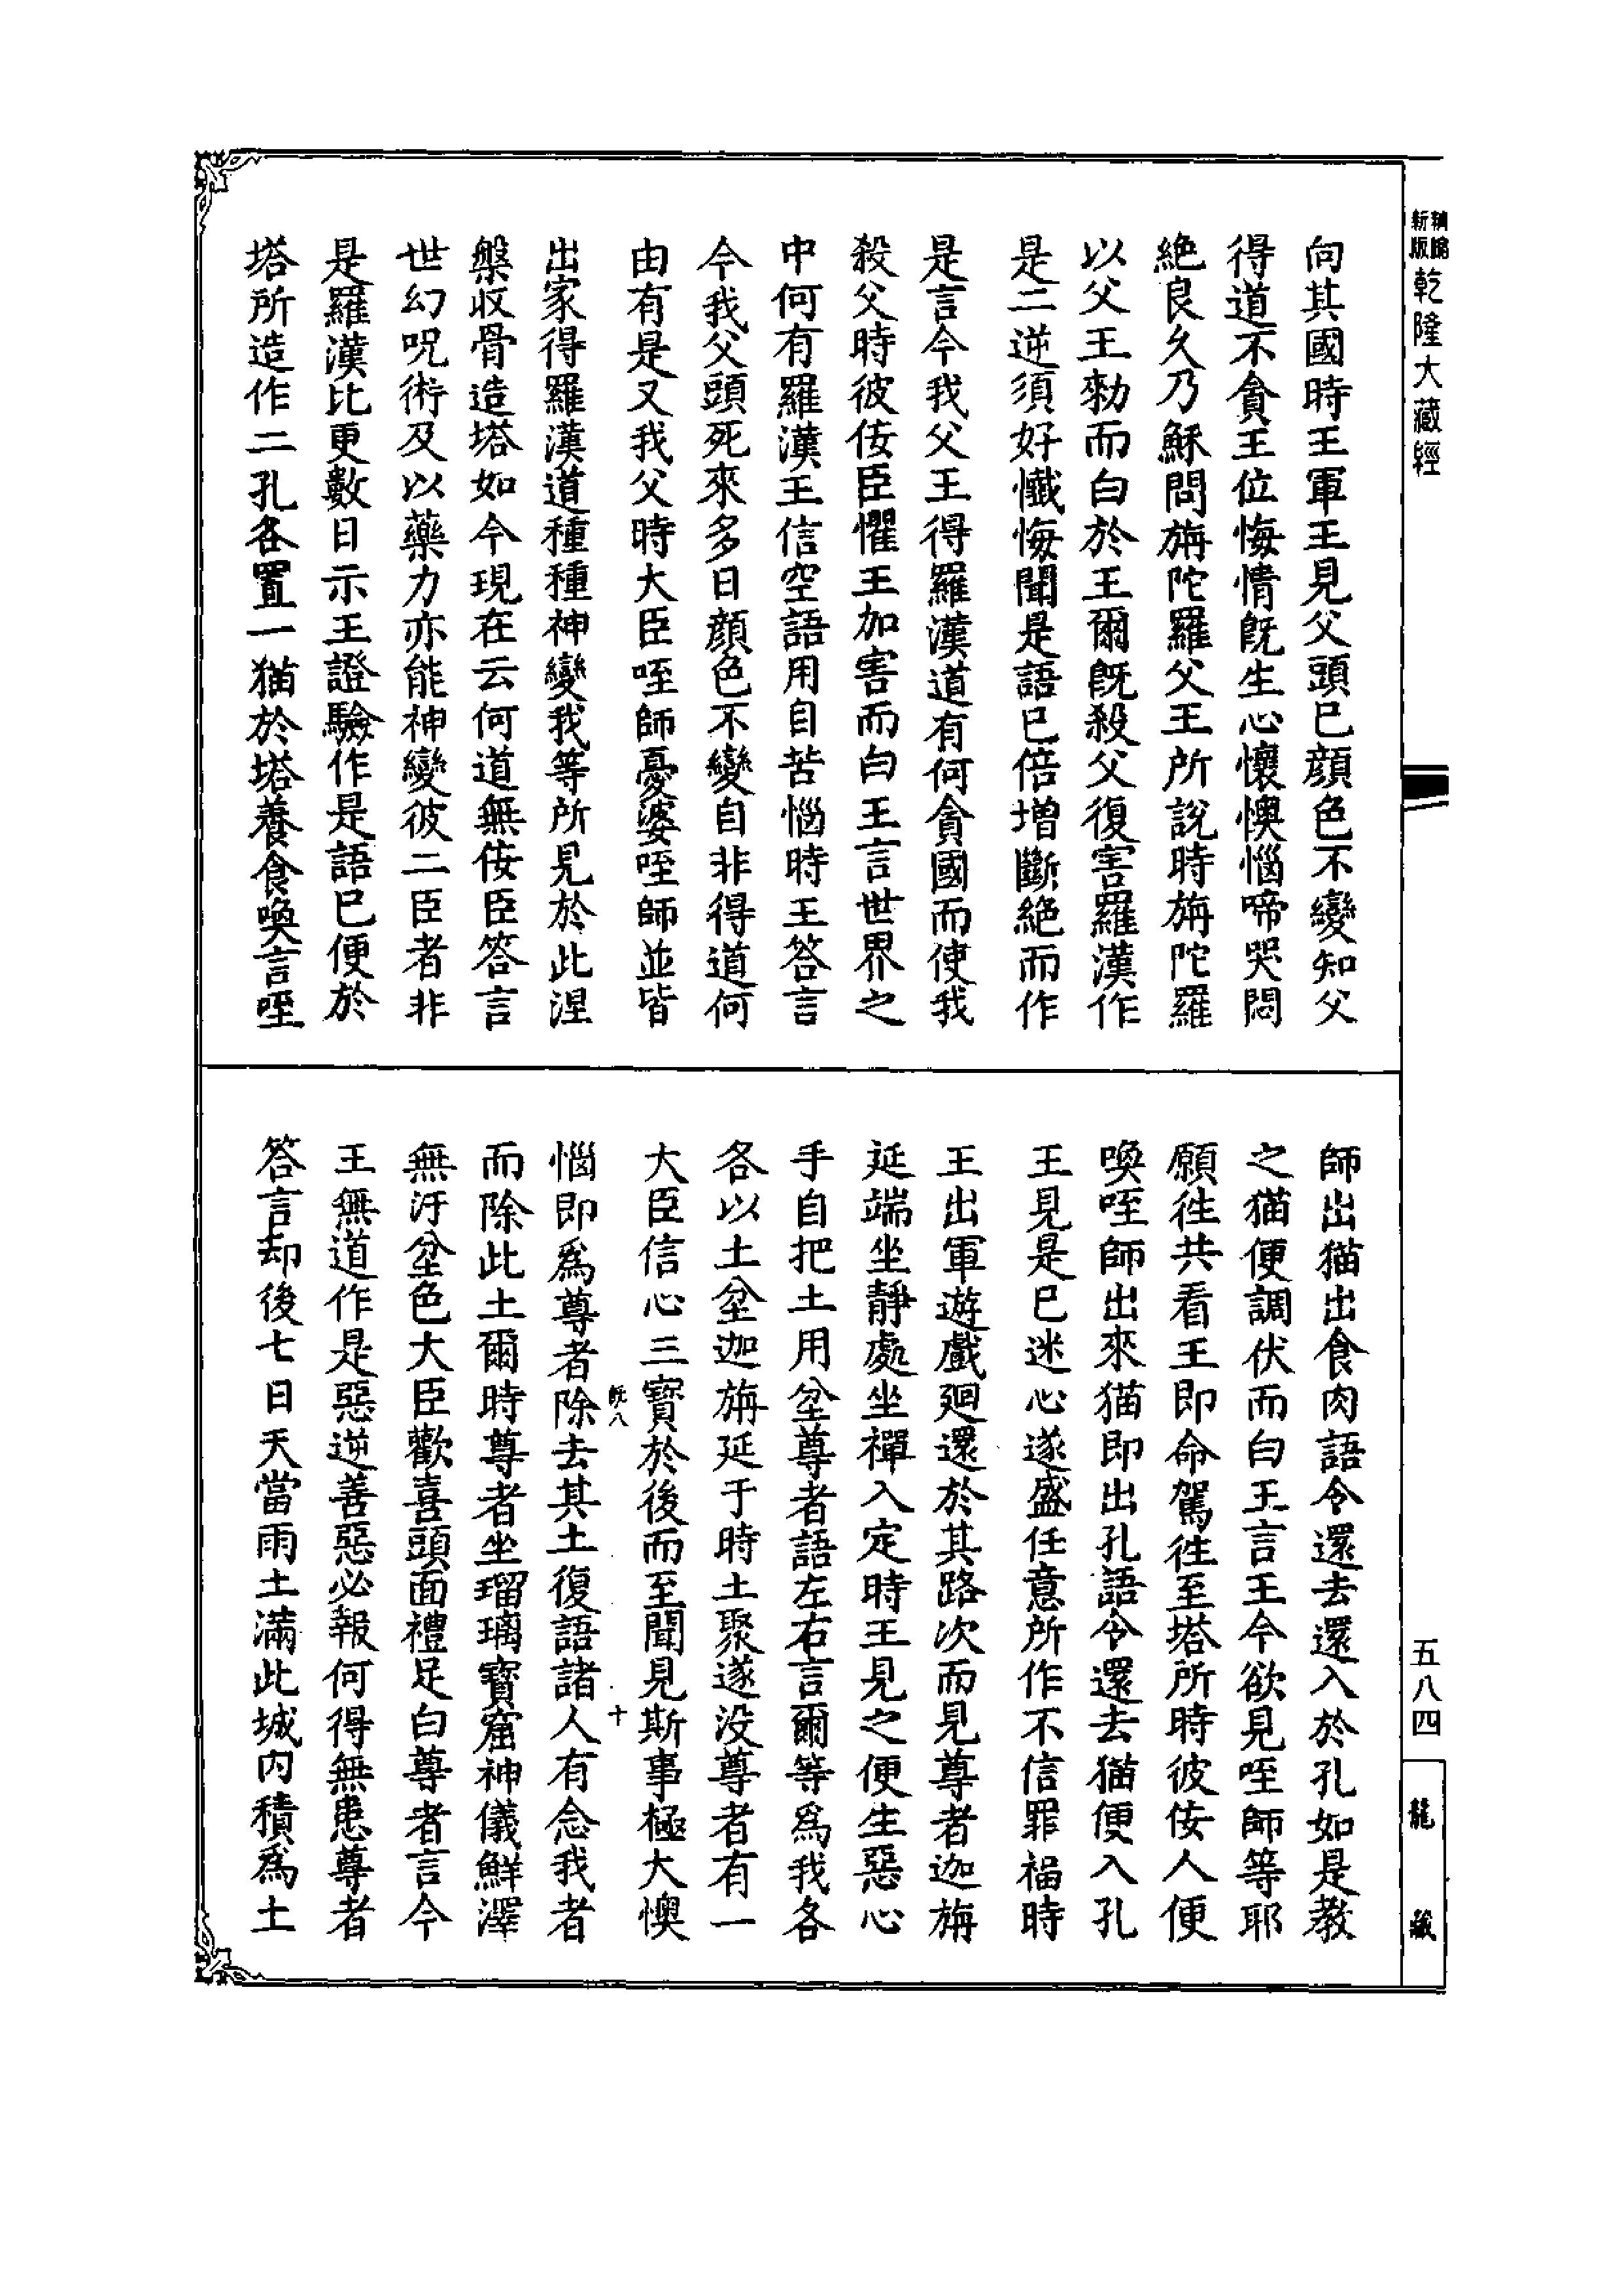 新版精縮乾隆大藏經
向其國時王軍王見父頭已顏色不變知父
得道不貪王位悔情既生心懷懊惱啼哭悶
絕良久乃穌問旃陀羅父王所說時旃陀羅
以父王勑而白於王爾既殺父復害羅漢作
是二逆須好懺悔聞是語已倍增斷絕而作
是言今我父王得羅漢道有何貪國而使我
殺父時彼佞臣懼王加害而白王言世界之
中何有羅漢王信空語用自苦惱時王答言
今我父頭死來多日顏色不變自非得道何
由有是又我父時大臣咥師憂婆咥師並皆
出家得羅漢道種種神變我等所見於此涅
槃收骨造塔如今現在云何道無佞臣答言
世幻呪術及以藥力亦能神變彼二臣者非
是羅漢比更數日示王證驗作是語已便於
塔所造作二孔各置一猫於塔養食喚言咥
師出猫出食肉語令還去還入於孔如是教
之猫便調伏而白王言王今欲見咥師等耶
願徃共看王即命駕徃至塔所時彼佞人便
喚咥師出來猫即出孔語令還去猫便入孔
王見是已迷心遂盛任意所作不信罪福時
王出軍遊戲廻還於其路次而見尊者迦旃
延端坐靜處坐禪入定時王見之便生惡心
手自把土用坌尊者語左右言爾等為我各
各以土坌迦旃延于時土聚遂没尊者有一
大臣信心三寶於後而至聞見斯事極大懊
既八 十
惱即為尊者除去其土復語諸人有念我者
而除此土爾時尊者坐瑠璃寶窟神儀鮮澤
無汙坌色大臣歡喜頭面禮足白尊者言今
王無道作是惡逆善惡必報何得無患尊者
答言却後七日天當雨土滿此城内積為土
五八四
龍藏